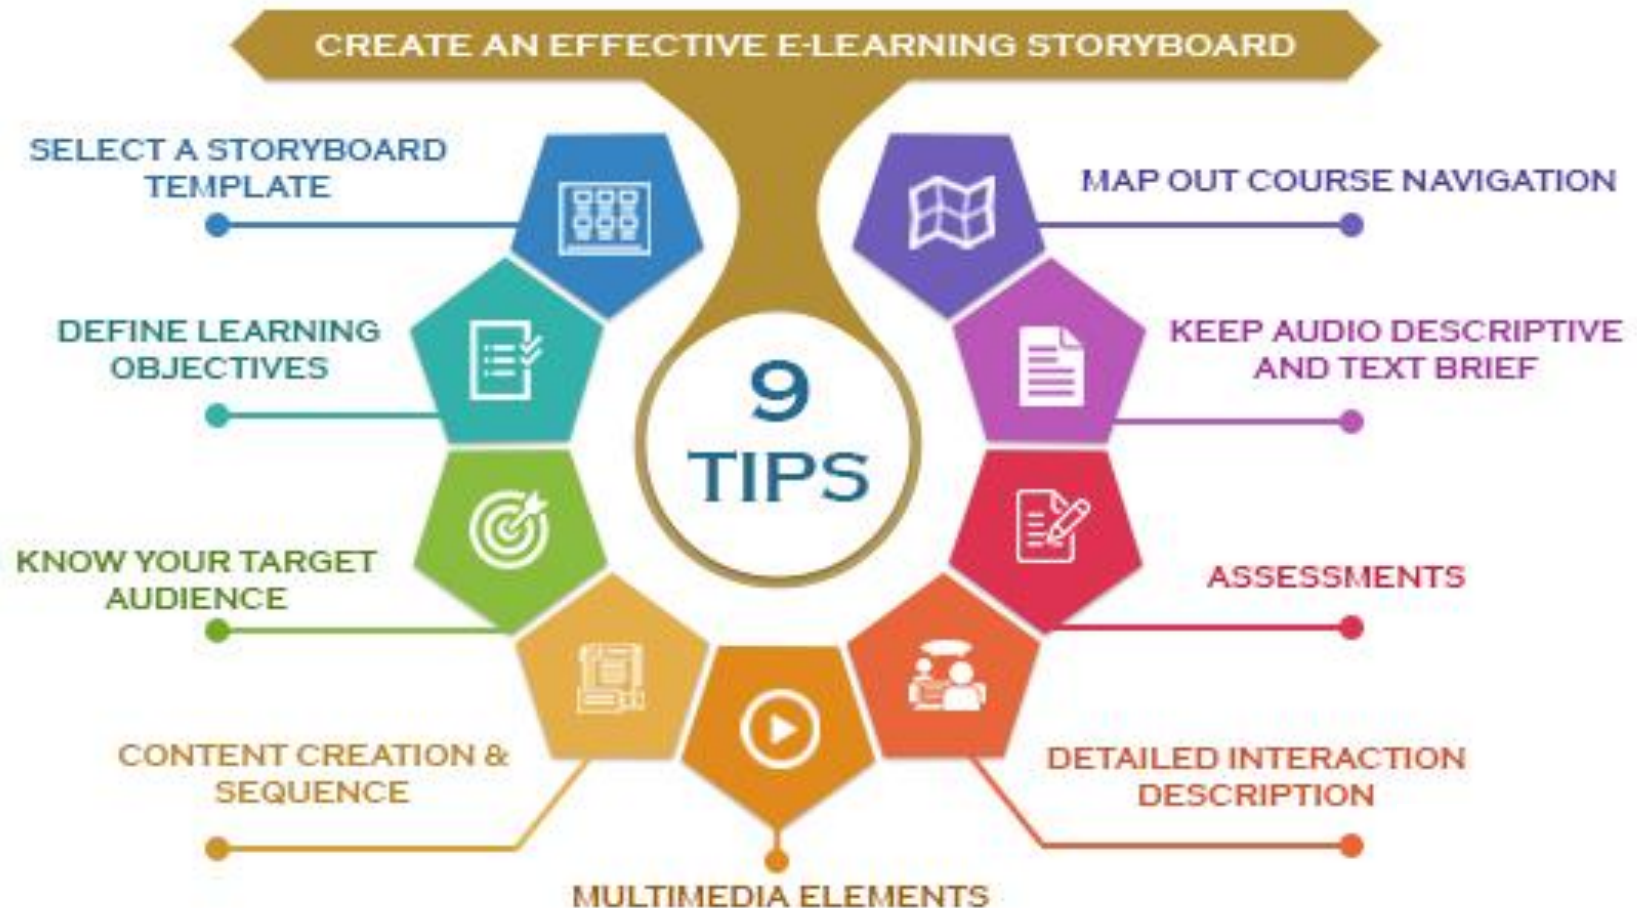 CREATE AN EFFECTIVE E-LEARNING STORYBOARD
SELECT A STORYBOARD
TEMPLATE
DEFINE LEARNING
OBJECTIVES
KNOW YOUR TARGET
AUDIENCE
CONTENT CREATION &
SEQUENCE
MULTIMEDIA ELEMENTS
DETAILED INTERACTION
DESCRIPTION
ASSESSMENTS
KEEP AUDIO DESCRIPTIVE
AND TEXT BRIEF
MAP OUT COURSE NAVIGATION
9
TIPS